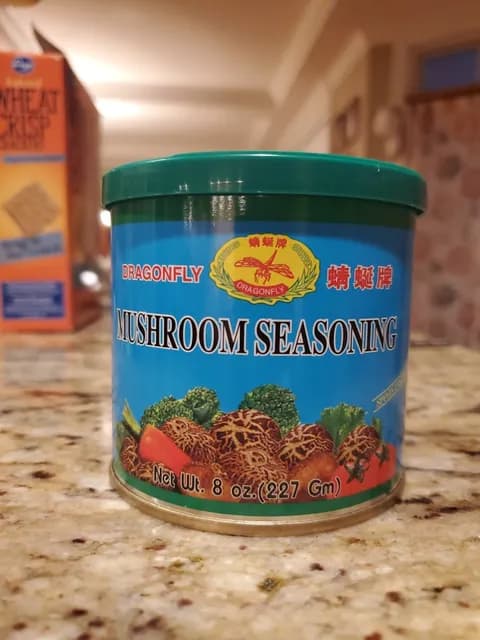 WHEAT
CRISP
蜻蜓牌
DRAGONFLY
DRAGONFLY
蜻蜓牌
MUSHROOM SEASONING
Net Wt. 8 oz.(227 Gm)